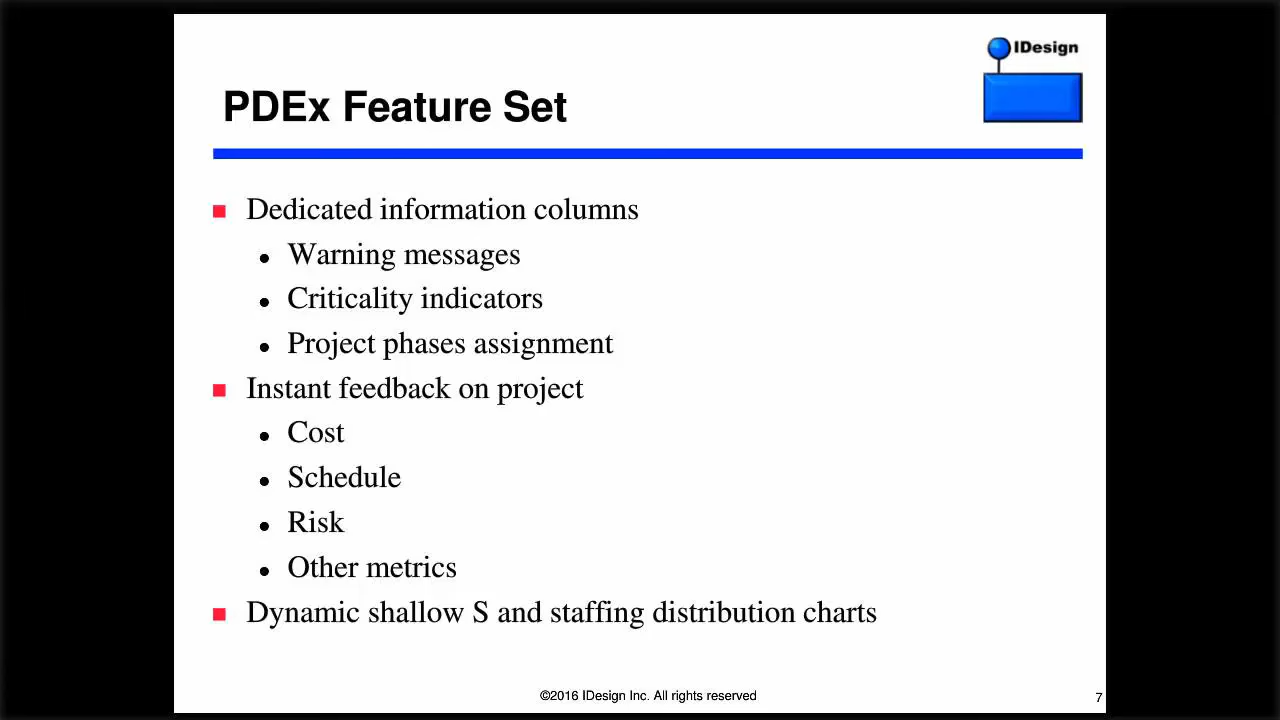 IDesign
PDEx Feature Set
Dedicated information columns
Warning messages
Criticality indicators
Project phases assignment
Instant feedback on project
Cost
Schedule
Risk
Other metrics
Dynamic shallow S and staffing distribution charts
©2016 IDesign Inc. All rights reserved
7